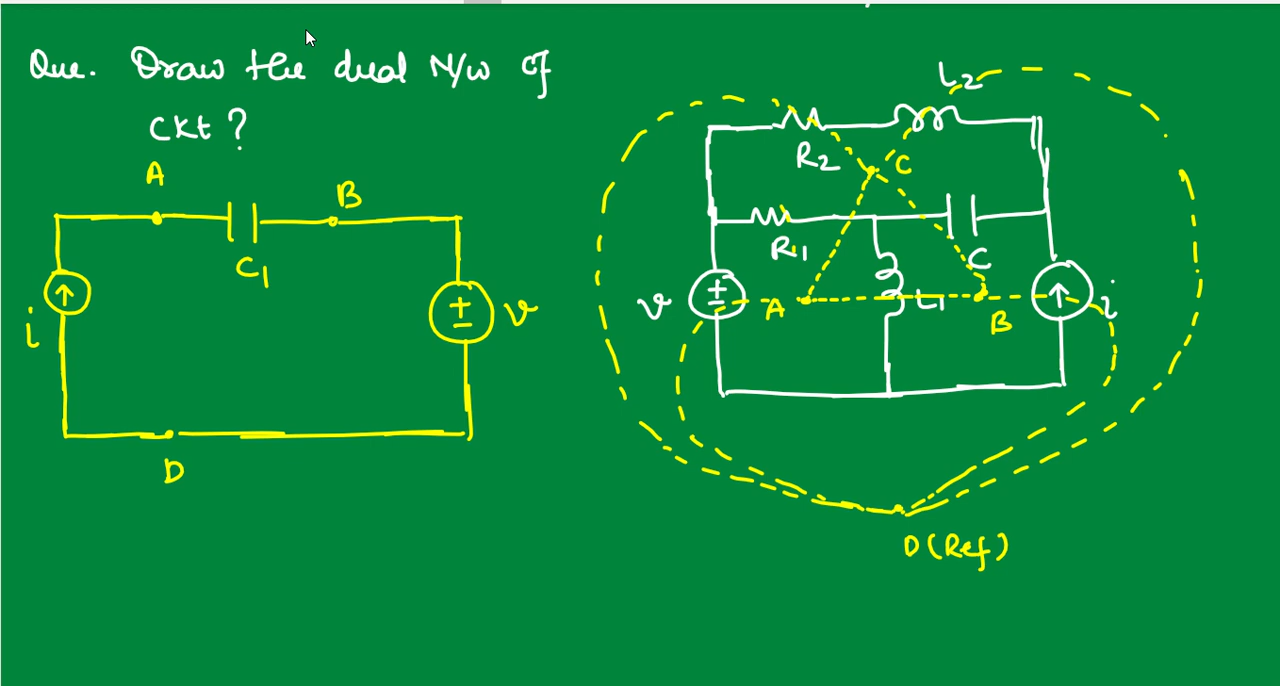 Que. Draw the dual N/w of
ckt ?
A
B
C1
i
v
D
L2
R2
C
R1
C
v
A
L1
B
i
D (Ref)